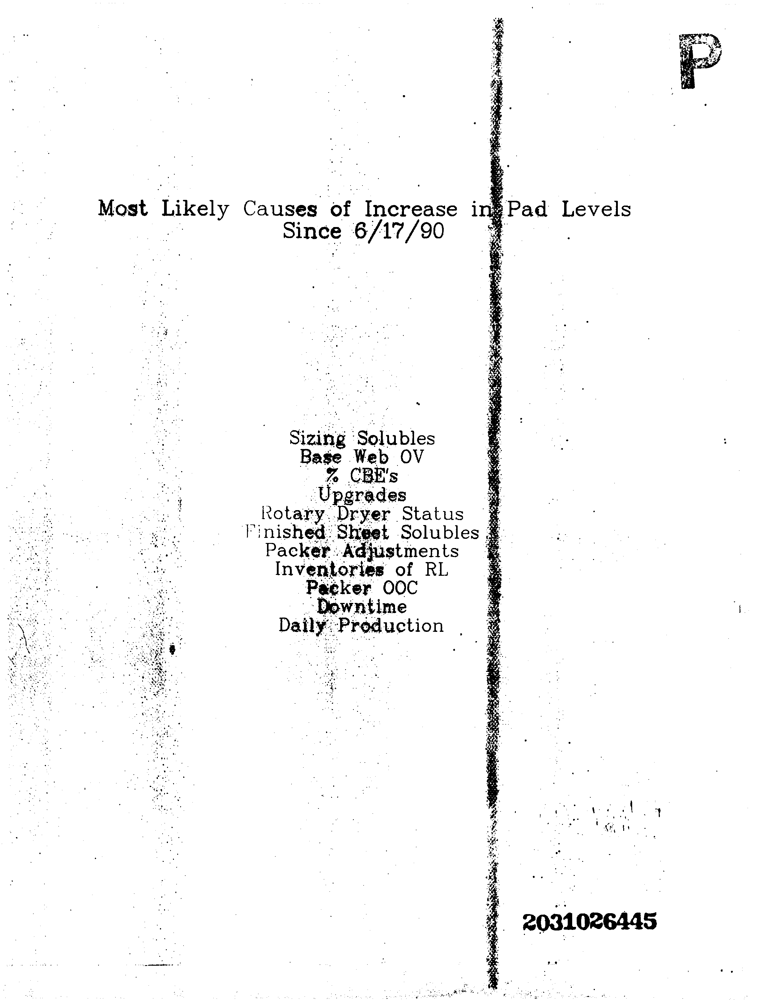 P
Most Likely Causes of Increase in Pad Levels
Since 6/17/90
Sizing Solubles
Base Web OV
% CBE's
Upgrades
Rotary Dryer Status
Finished Sheet Solubles
Packer Adjustments
Inventories of RL
Packer OOC
Downtime
Daily Production
2031026445